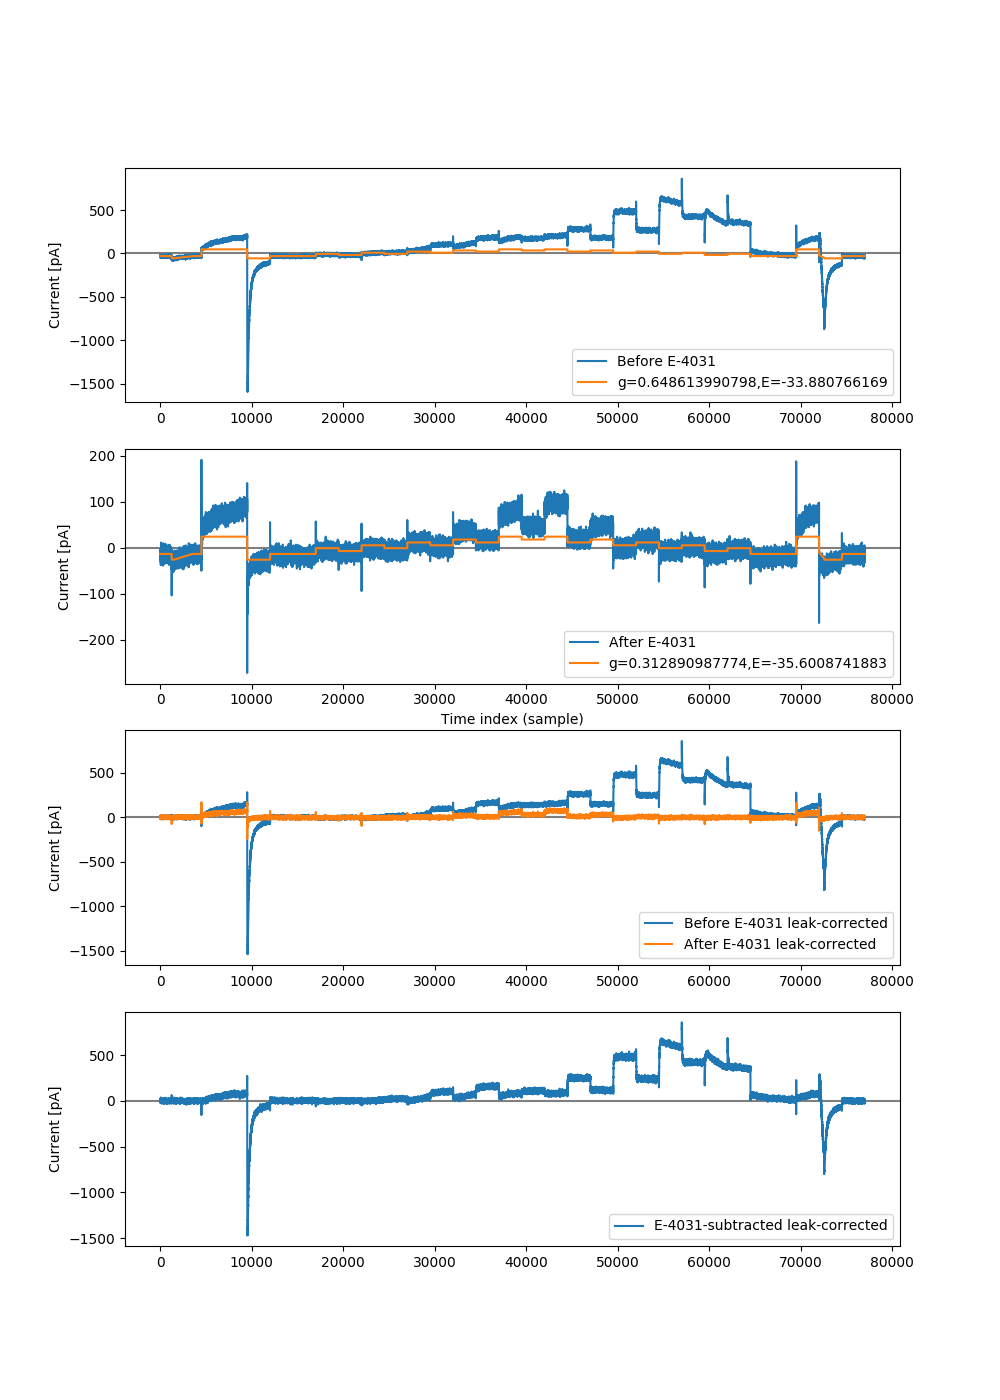 500
0
−500
−1000
−1500
Current [pA]
Before E-4031
g=0.648613990798,E=-33.880766169
0 10000 20000 30000 40000 50000 60000 70000 80000
200
100
0
−100
−200
Current [pA]
After E-4031
g=0.312890987774,E=-35.6008741883
0 10000 20000 30000 40000 50000 60000 70000 80000
Time index (sample)
500
0
−500
−1000
−1500
Current [pA]
Before E-4031 leak-corrected
After E-4031 leak-corrected
0 10000 20000 30000 40000 50000 60000 70000 80000
500
0
−500
−1000
−1500
Current [pA]
E-4031-subtracted leak-corrected
0 10000 20000 30000 40000 50000 60000 70000 80000